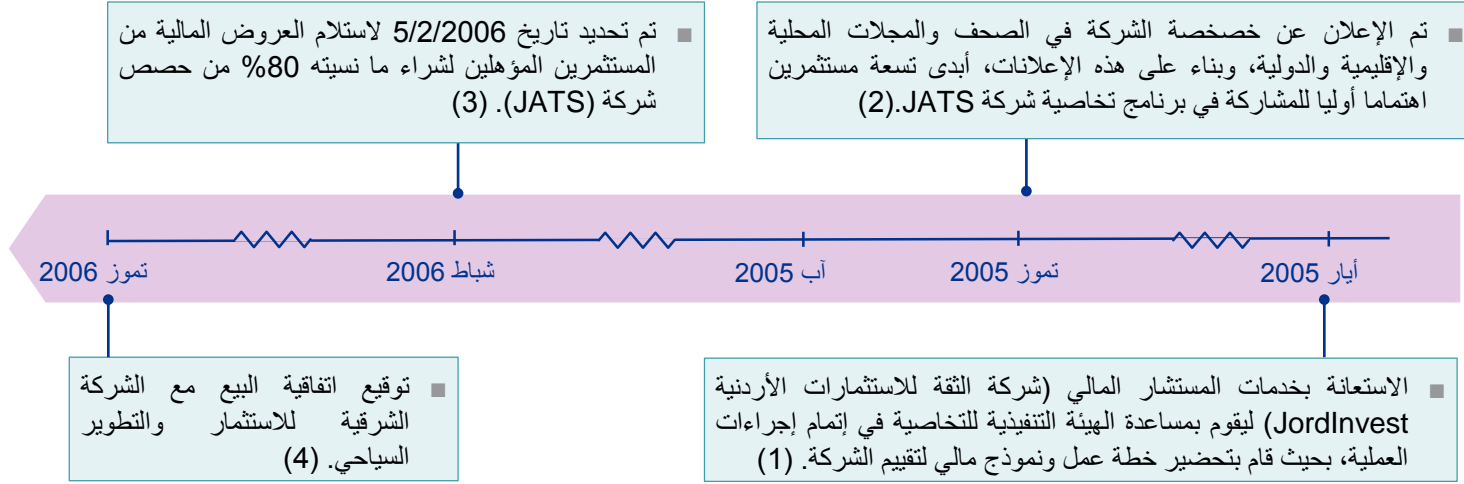 تم الإعلان عن خصخصة الشركة في الصحف والمجلات المحلية
والإقليمية والدولية، وبناء على هذه الإعلانات، أبدى تسعة مستثمرين
اهتماما أوليا للمشاركة في برنامج تخاصية شركة JATS.(2)
تم تحديد تاريخ 5/2/2006 لاستلام العروض المالية من
المستثمرين المؤهلين لشراء ما نسيته 80% من حصص
شركة (JATS). (3)
أيار 2005
تموز 2005
آب 2005
شباط 2006
تموز 2006
الاستعانة بخدمات المستشار المالي (شركة الثقة للاستثمارات الأردنية
JordInvest) ليقوم بمساعدة الهيئة التنفيذية للتخاصية في إتمام إجراءات
العملية، بحيث قام بتحضير خطة عمل ونموذج مالي لتقييم الشركة. (1)
توقيع اتفاقية البيع مع الشركة
الشرقية للاستثمار والتطوير
السياحي. (4)